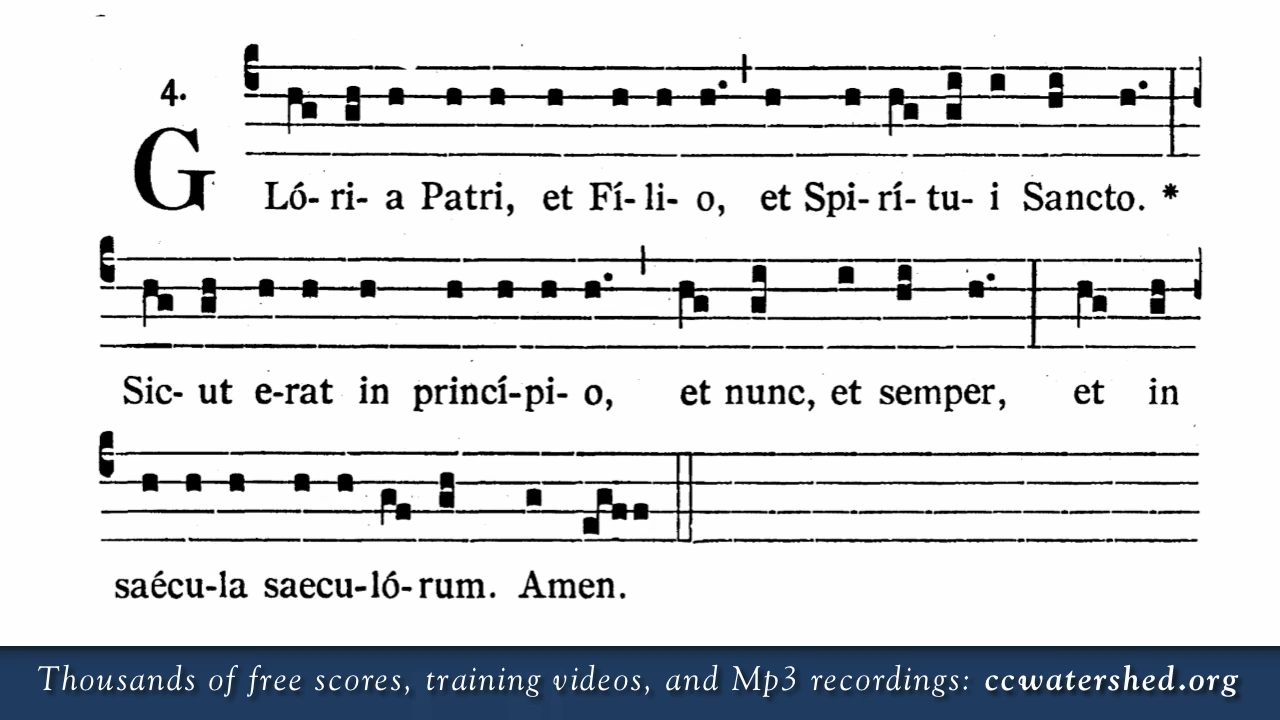 4.
GLó- ri- a Patri, et Fí- li- o, et Spi- rí- tu- i Sancto. *
Sic- ut e-rat in princí-pi- o, et nunc, et semper, et in
saécu-la saecu-ló-rum. Amen.
Thousands of free scores, training videos, and Mp3 recordings: ccwatershed.org